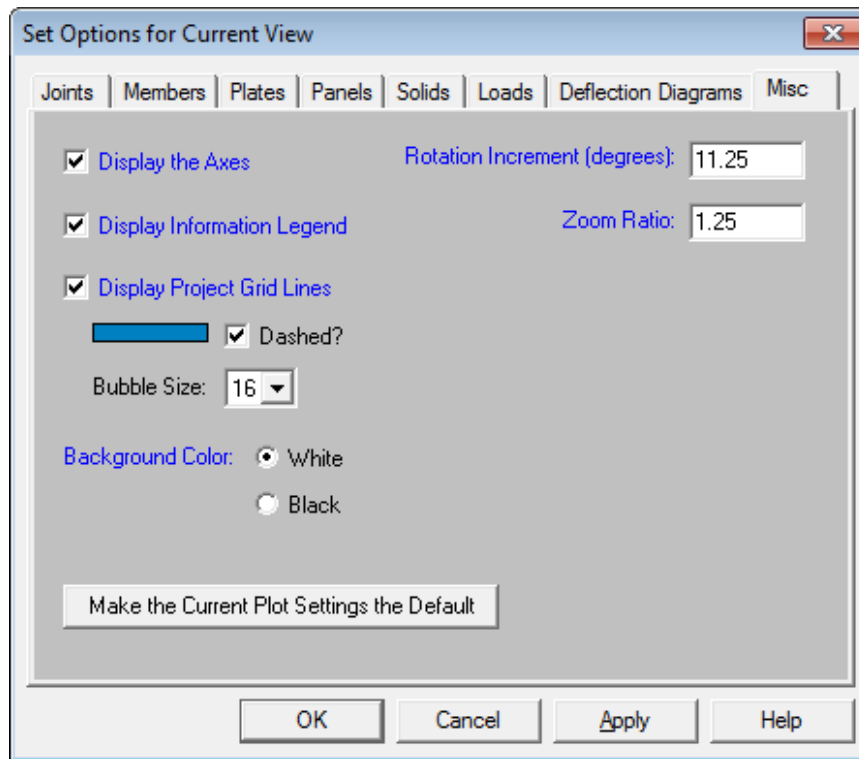 Set Options for Current View
Joints Members Plates Panels Solids Loads Deflection Diagrams Misc
Display the Axes Rotation Increment (degrees): 11.25
Display Information Legend Zoom Ratio: 1.25
Display Project Grid Lines
Dashed?
Bubble Size: 16
Background Color: White
Black
Make the Current Plot Settings the Default
OK Cancel Apply Help